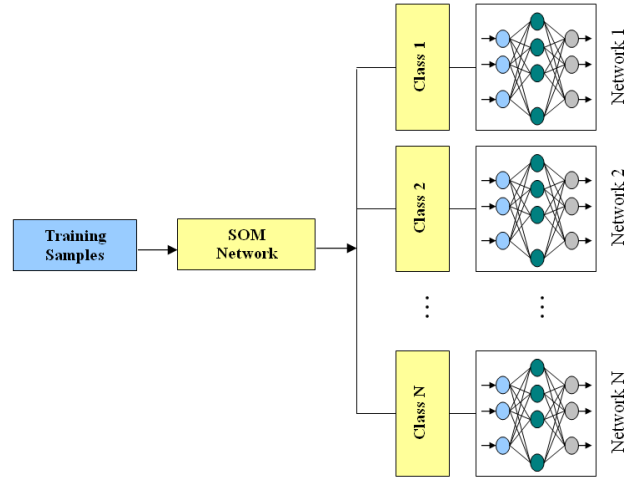 Training
Samples
SOM
Network
Class 1
Network 1
Class 2
Network 2
Class N
Network N